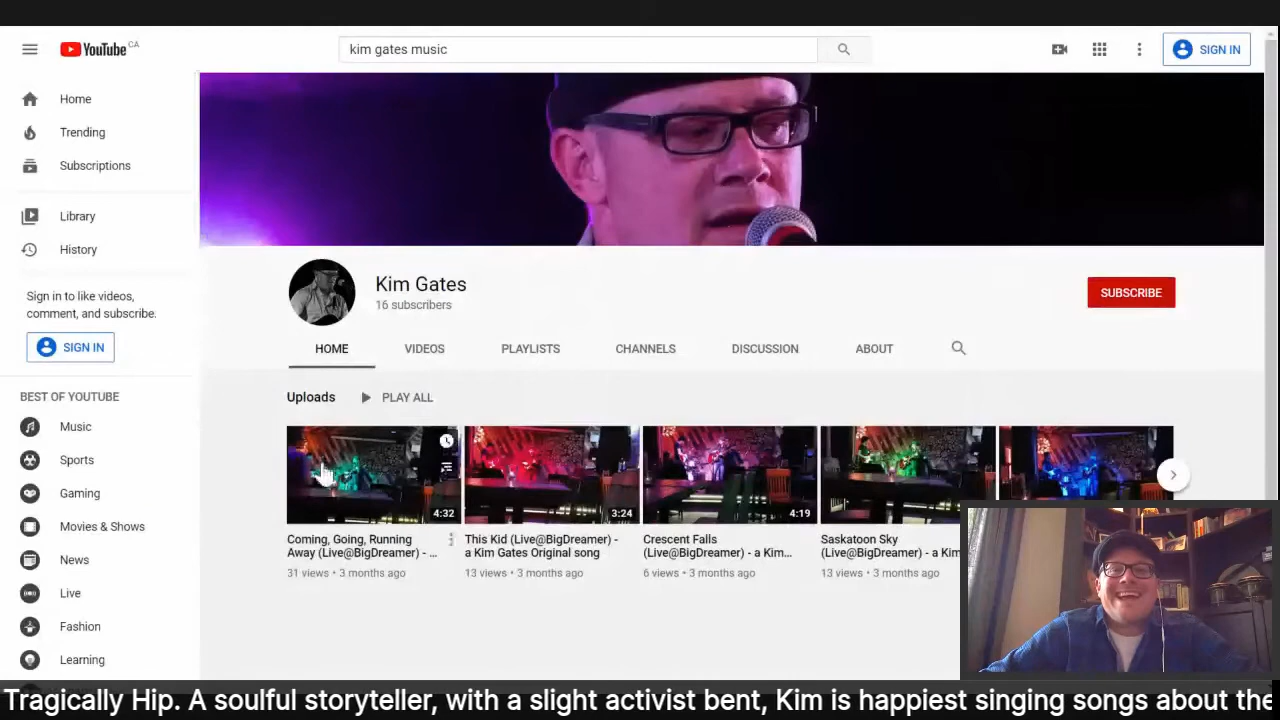 YouTube CA
kim gates music
SIGN IN
Home
Trending
Subscriptions
Library
History
Sign in to like videos,
comment, and subscribe.
SIGN IN
BEST OF YOUTUBE
Music
Sports
Gaming
Movies & Shows
News
Live
Fashion
Learning
Kim Gates
16 subscribers
SUBSCRIBE
HOME VIDEOS PLAYLISTS CHANNELS DISCUSSION ABOUT
Uploads PLAY ALL
4:32
3:24
4:19
Coming, Going, Running
Away (Live@BigDreamer) - ...
31 views • 3 months ago
This Kid (Live@BigDreamer) -
a Kim Gates Original song
13 views • 3 months ago
Crescent Falls
(Live@BigDreamer) - a Kim...
6 views • 3 months ago
Saskatoon Sky
(Live@BigDreamer) - a Kim
13 views • 3 months ago
Tragically Hip. A soulful storyteller, with a slight activist bent, Kim is happiest singing songs about the